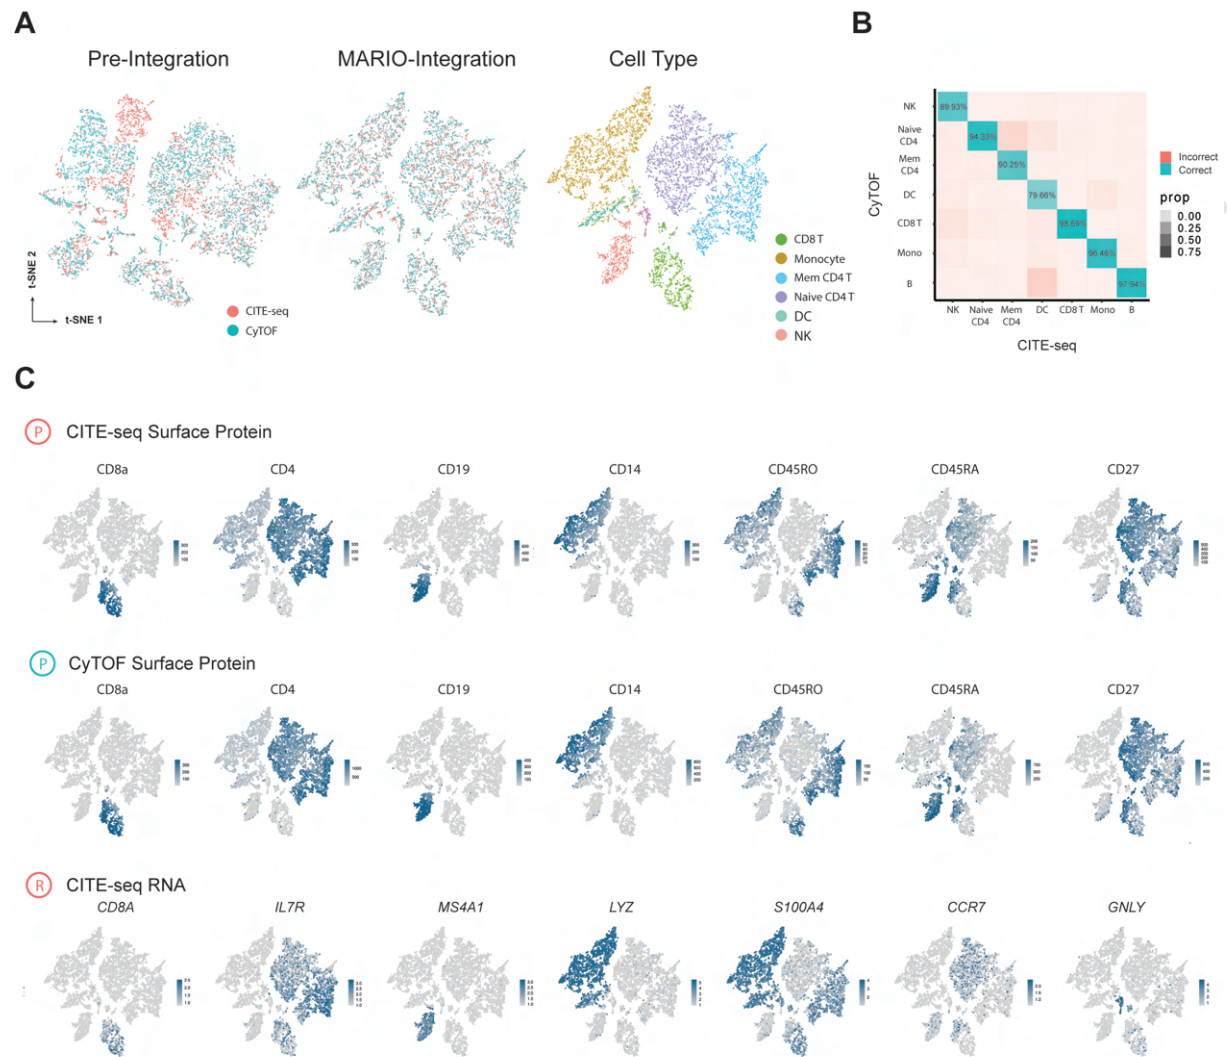 A
B
Pre-Integration
MARIO-Integration
Cell Type
t-SNE 2
t-SNE 1
CITE-seq
CyTOF
CD8 T
Monocyte
Mem CD4 T
Naive CD4 T
DC
NK
CyTOF
NK
Naive
CD4
Mem
CD4
DC
CD8 T
Mono
B
89.93%
94.33%
90.25%
79.66%
98.69%
96.46%
97.94%
NK
Naive
CD4
Mem
CD4
DC
CD8 T
Mono
B
CITE-seq
Incorrect
Correct
prop
0.00
0.25
0.50
0.75
C
P CITE-seq Surface Protein
CD8a CD4 CD19 CD14 CD45RO CD45RA CD27
P CyTOF Surface Protein
CD8a CD4 CD19 CD14 CD45RO CD45RA CD27
R CITE-seq RNA
CD8A IL7R MS4A1 LYZ S100A4 CCR7 GNLY